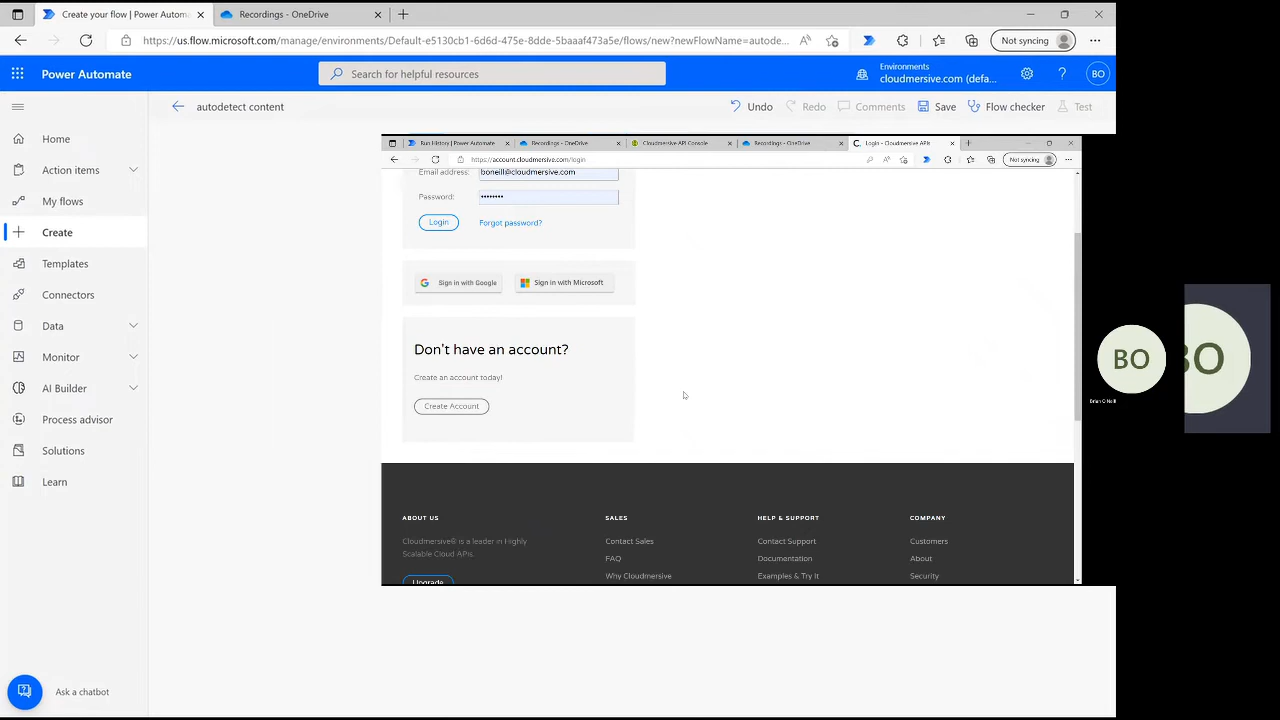 Create your flow | Power Automa
Recordings - OneDrive
https://us.flow.microsoft.com/manage/environments/Default-e5130cb1-6d6d-475e-8dde-5baaaf473a5e/flows/new?newFlowName=autode...
Not syncing
Power Automate
Search for helpful resources
Environments
cloudmersive.com (defa...
BO
autodetect content
Undo
Redo
Comments
Save
Flow checker
Test
Home
Action items
My flows
Create
Templates
Connectors
Data
Monitor
AI Builder
Process advisor
Solutions
Learn
Ask a chatbot
Run History | Power Automate
Recordings - OneDrive
Cloudmersive API Console
Recordings - OneDrive
Login - Cloudmersive APIs
https://account.cloudmersive.com/login
Not syncing
Email address:
boneill@cloudmersive.com
Password:
••••••••
Login
Forgot password?
Sign in with Google
Sign in with Microsoft
Don't have an account?
Create an account today!
Create Account
ABOUT US
Cloudmersive® is a leader in Highly
Scalable Cloud APIs.
Upgrade
SALES
Contact Sales
FAQ
Why Cloudmersive
HELP & SUPPORT
Contact Support
Documentation
Examples & Try It
COMPANY
Customers
About
Security
BO
Brian O Neill
BO